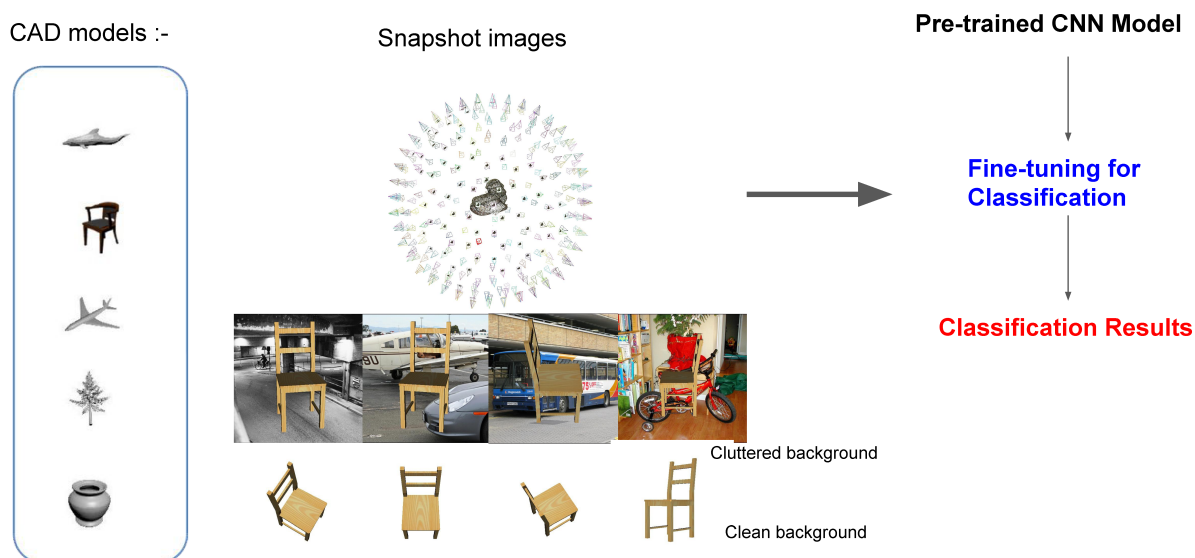 CAD models :-
Snapshot images
Pre-trained CNN Model
Fine-tuning for
Classification
Classification Results
Cluttered background
Clean background